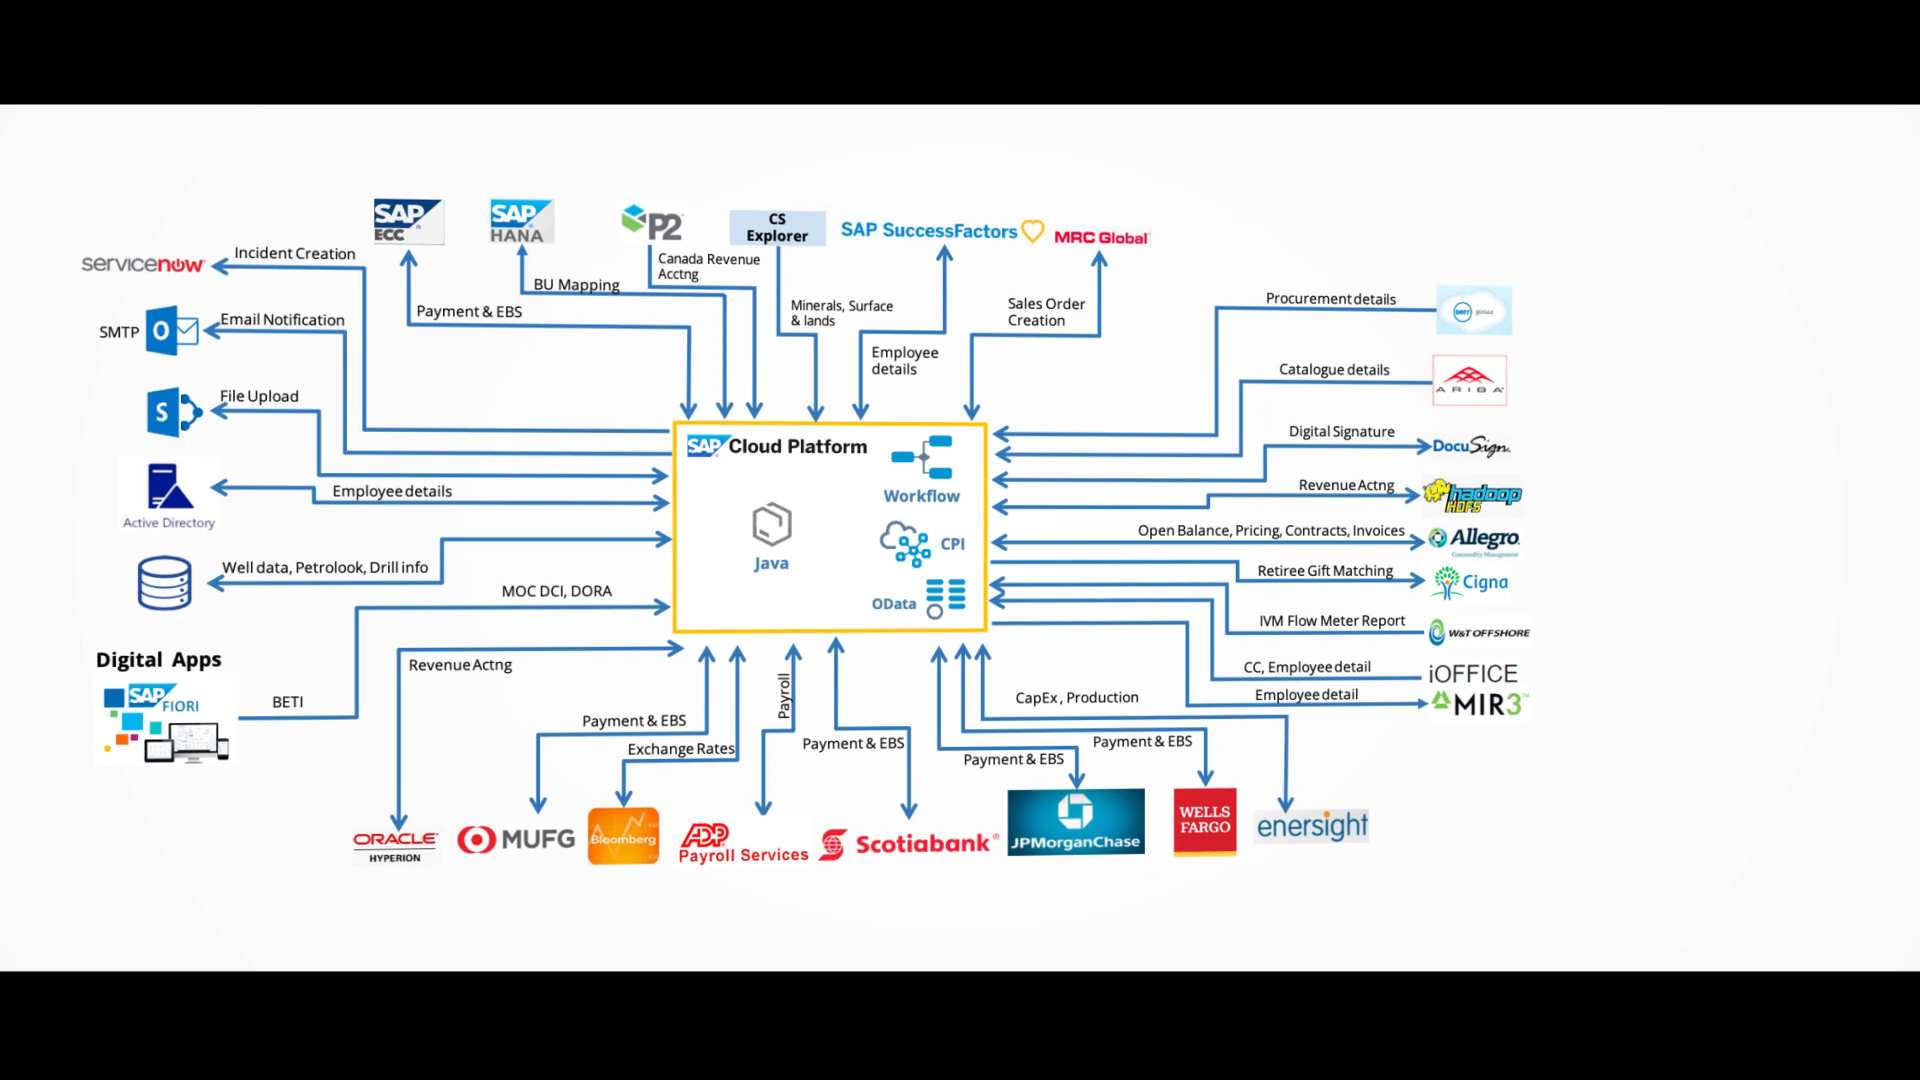 SAP
ECC
SAP
HANA
P2
CS
Explorer
SAP SuccessFactors
MRC Global
servicenow
Incident Creation
Canada Revenue
Acctng
BU Mapping
Payment & EBS
Minerals, Surface
& lands
Sales Order
Creation
Employee
details
Procurement details
SMTP
Email Notification
Catalogue details
ARIBA
S
File Upload
Digital Signature
DocuSign
SAP Cloud Platform
Workflow
Java
CPI
OData
Active Directory
Employee details
Revenue Actng
hadoop
HDFS
Open Balance, Pricing, Contracts, Invoices
Allegro
Commodity Management
Well data, Petrolook, Drill info
Retiree Gift Matching
Cigna
MOC DCI, DORA
IVM Flow Meter Report
W&T OFFSHORE
Digital Apps
SAP
FIORI
BETI
Revenue Actng
CC, Employee detail
iOFFICE
Employee detail
MIR3™
Payment & EBS
Exchange Rates
Payroll
Payment & EBS
CapEx, Production
Payment & EBS
Payment & EBS
ORACLE
HYPERION
MUFG
Bloomberg
ADP
Payroll Services
Scotiabank
JPMorganChase
WELLS
FARGO
enersight